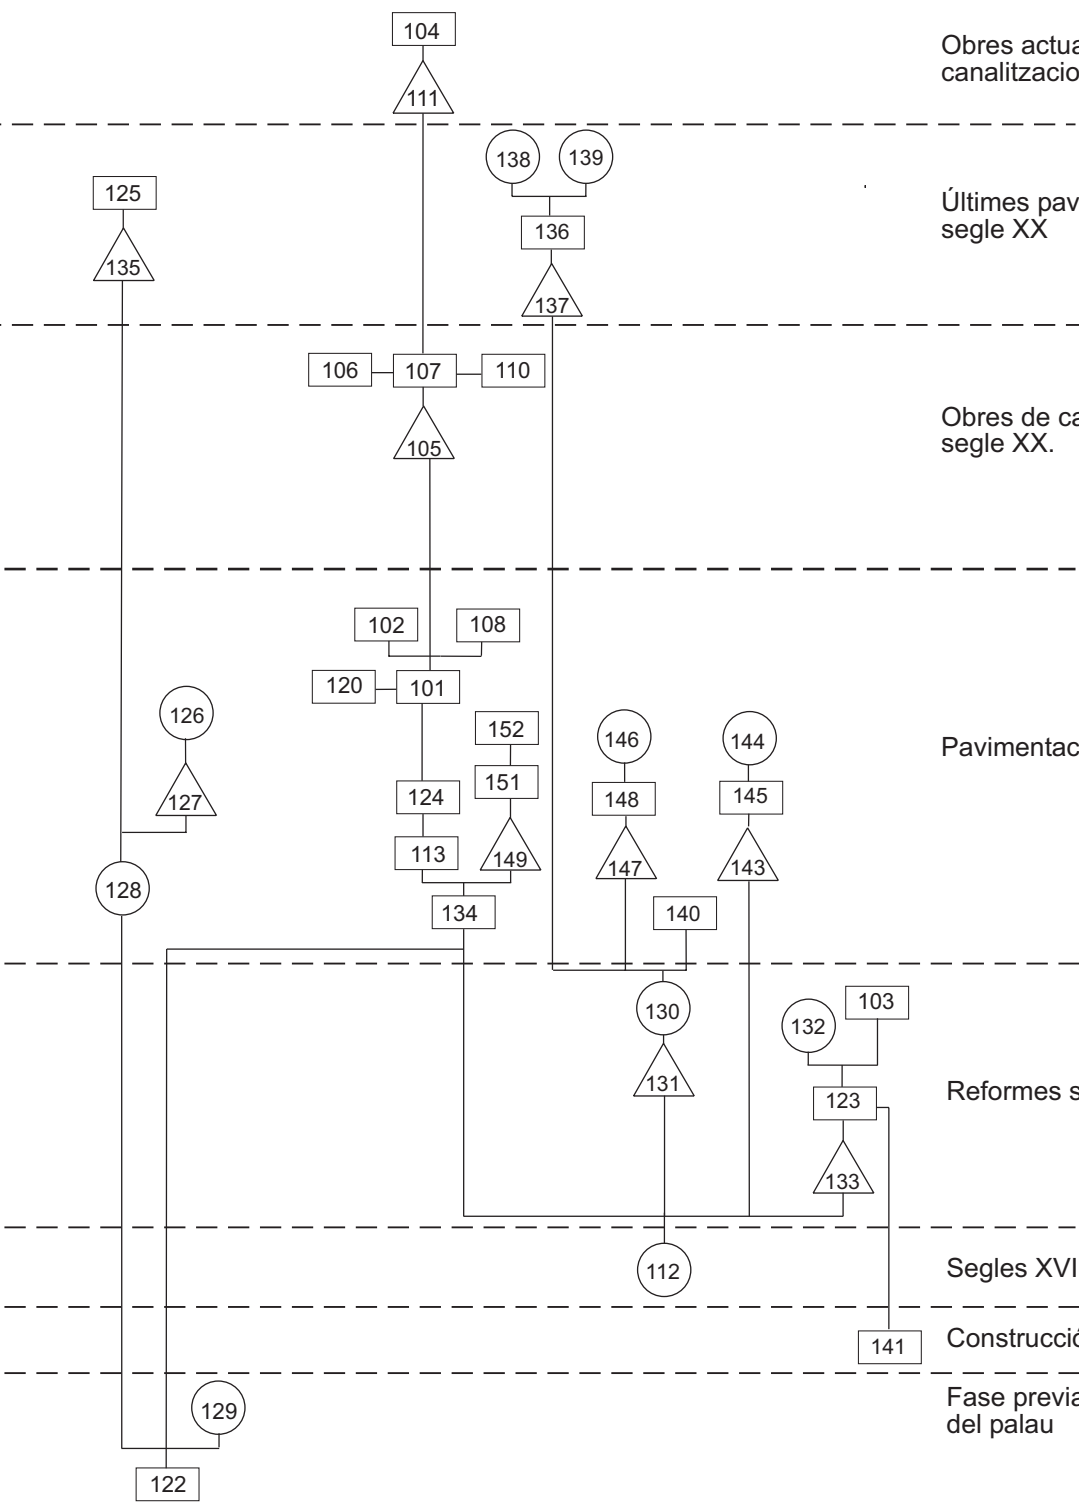 104
Obres actua
canalitzacio
111
138 139
125
Últimes pav
136
segle XX
135
137
106 107 110
Obres de ca
segle XX.
105
102 108
120 101
126
152
146 144
Pavimentac
151
127 124 148 145
113 149 147 143
128
134 140
130 132 103
131
123
Reformes s
133
112
Segles XVI
141
Construcció
Fase previa
129
del palau
122